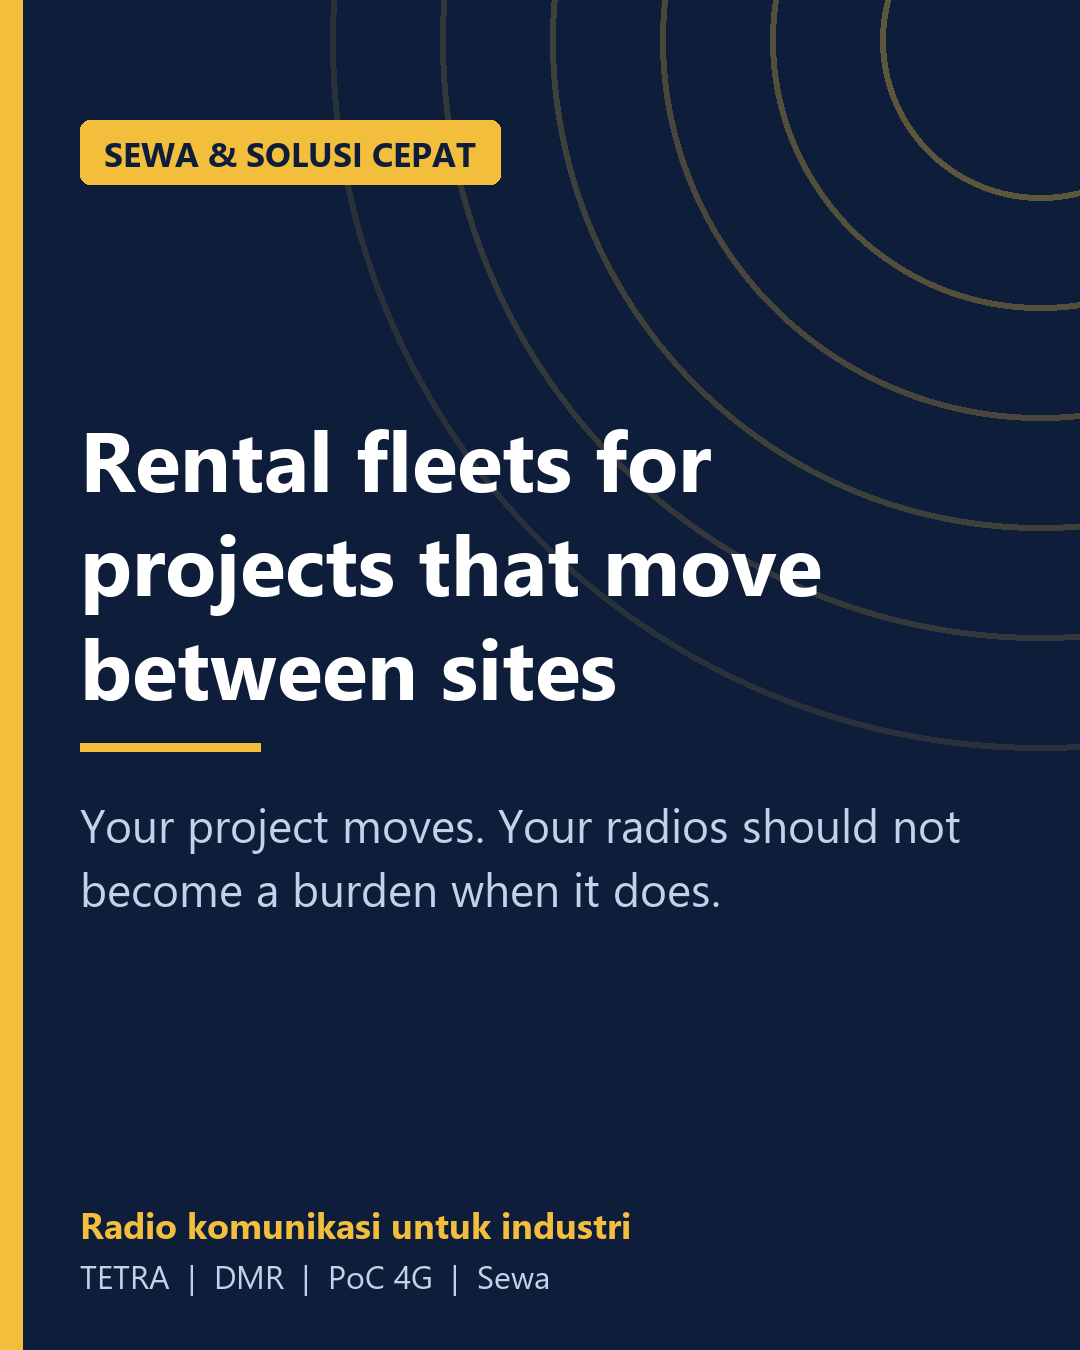 SEWA & SOLUSI CEPAT
Rental fleets for
projects that move
between sites
Your project moves. Your radios should not
become a burden when it does.
Radio komunikasi untuk industri
TETRA | DMR | PoC 4G | Sewa